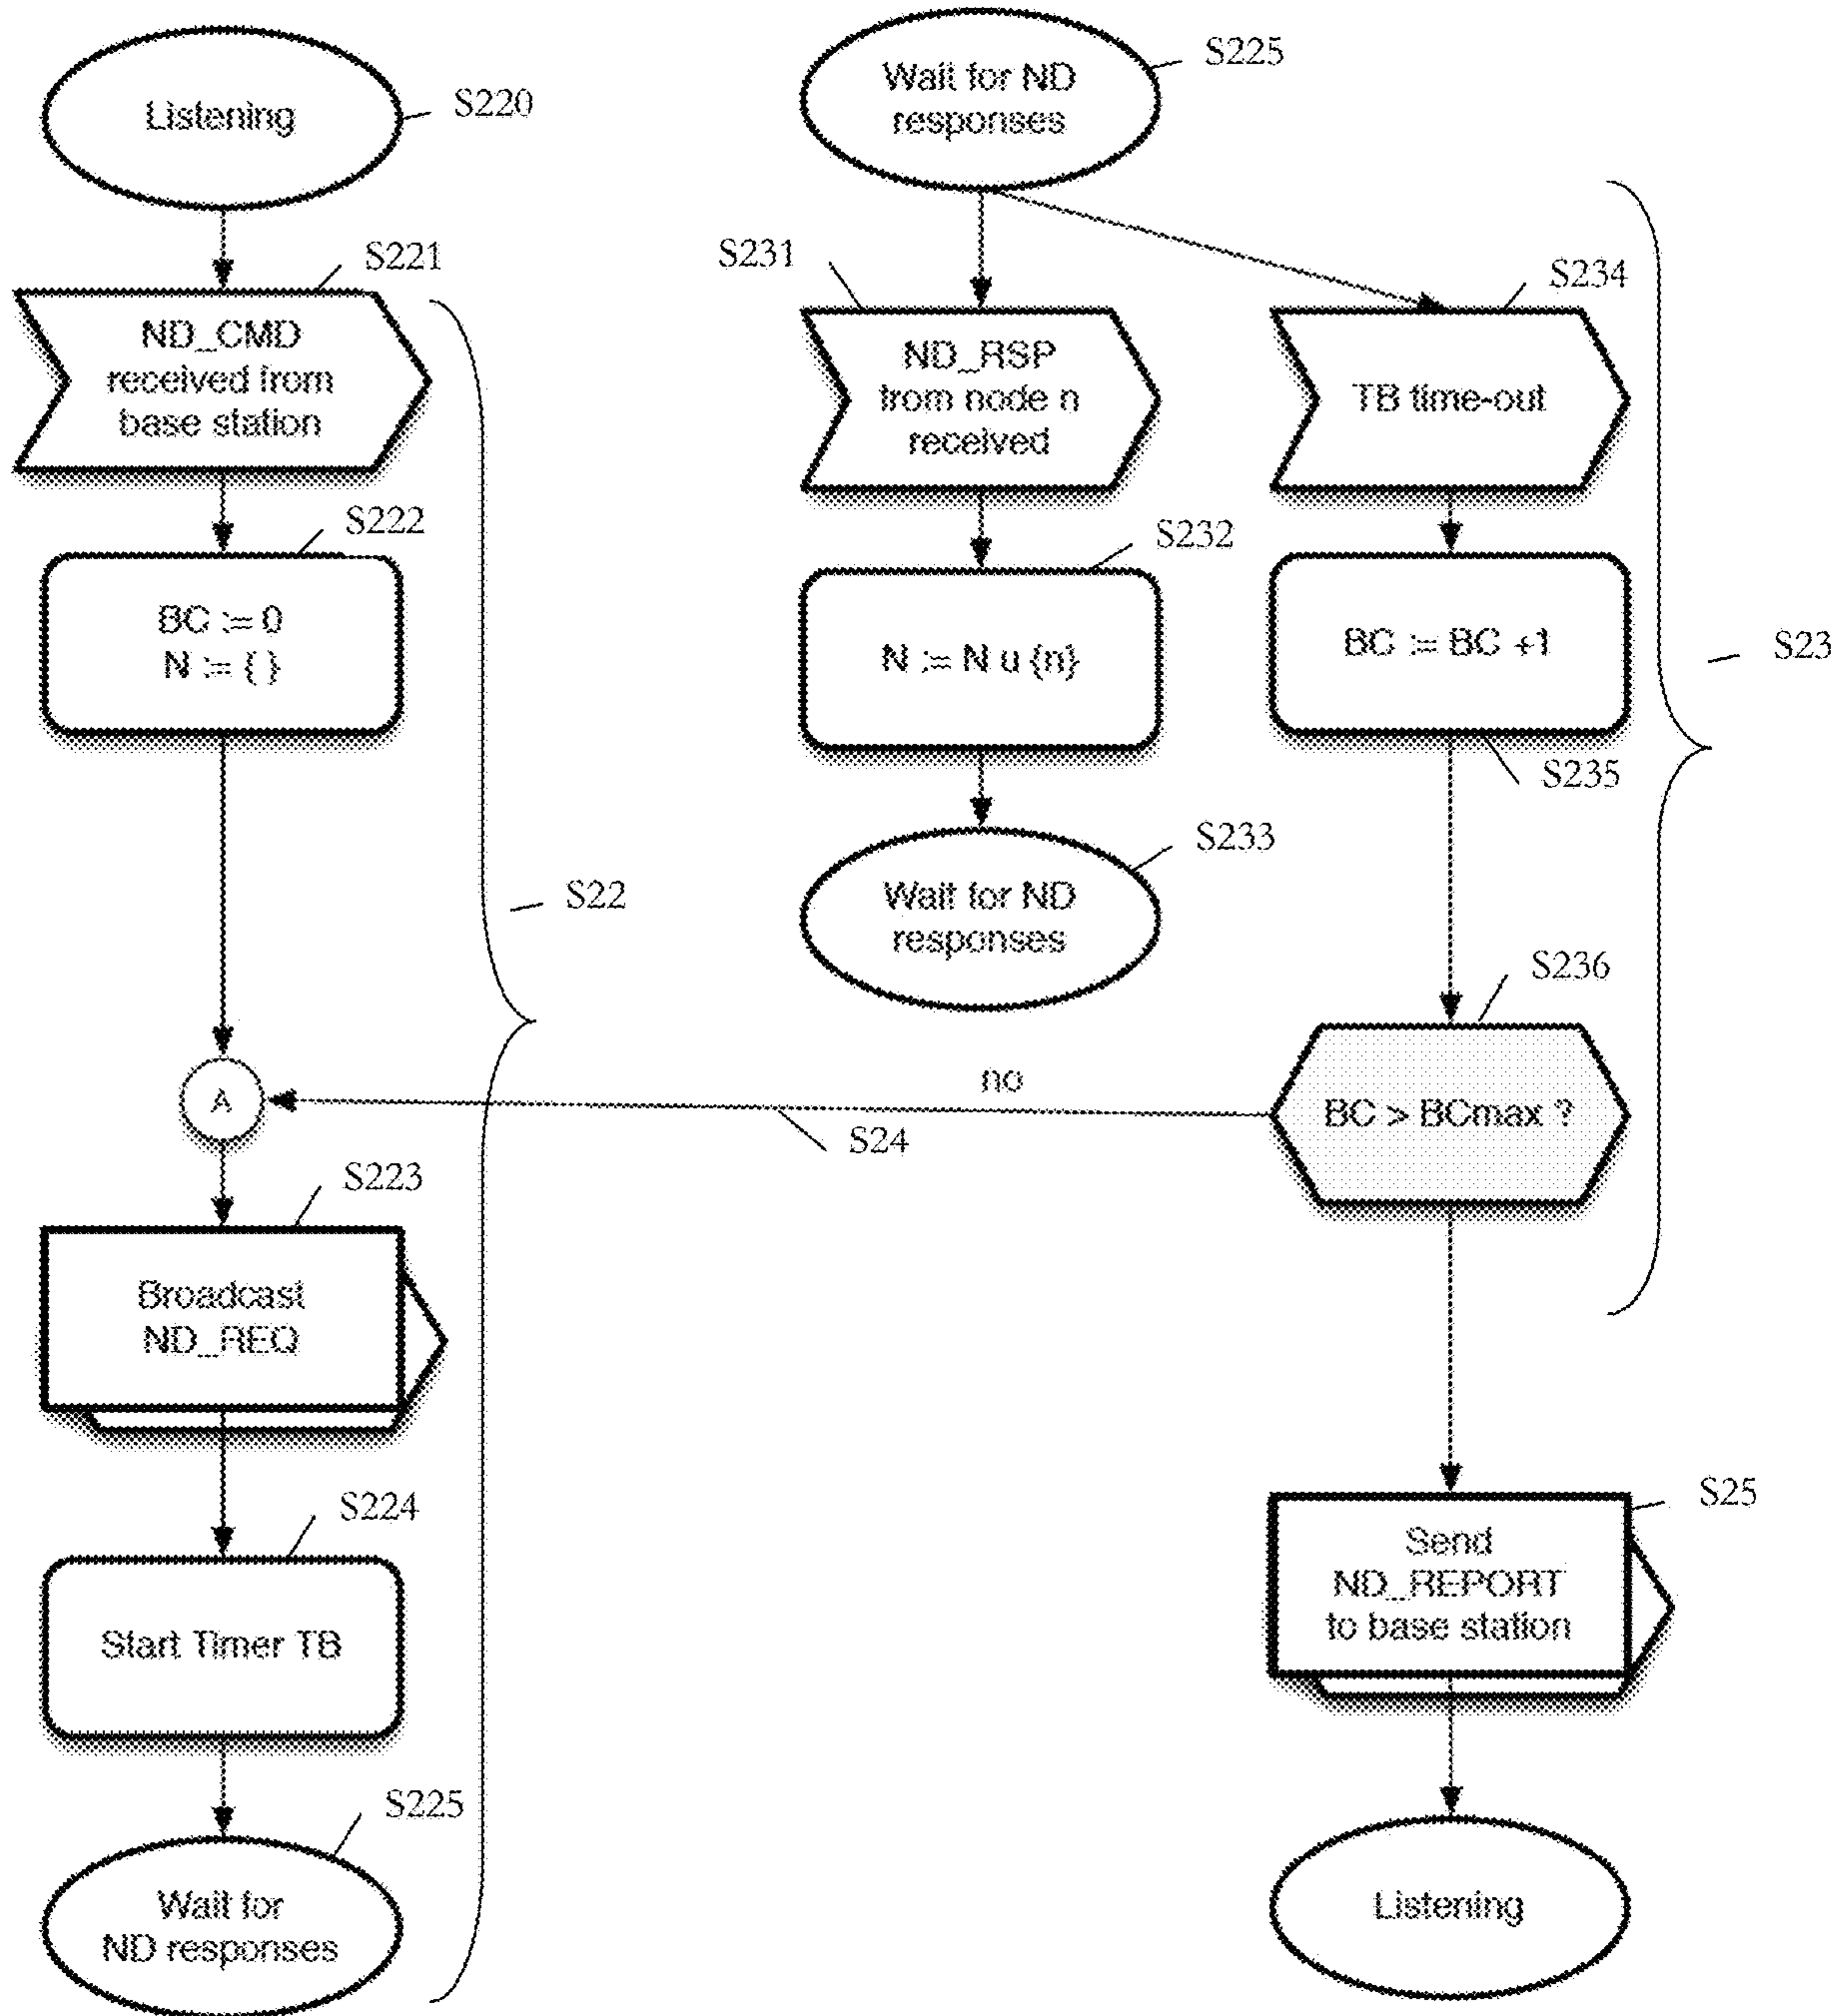 Listening
S220
S221
ND_CMD
received from
base station
S222
BC := 0
N := { }
S22
A
S223
Broadcast
ND_REQ
S224
Start Timer TB
S225
Wait for
ND responses
Wait for ND
responses
S225
S231
ND_RSP
from node n
received
S232
N := N u {n}
S233
Wait for ND
responses
S234
TB time-out
BC := BC +1
S235
S23
S236
BC > BCmax ?
no
S24
S25
Send
ND_REPORT
to base station
Listening